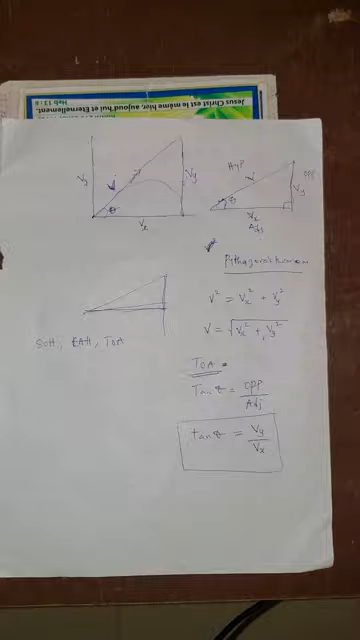 Jesus Christ est le même, hier, aujourd'hui et Eternellement.
Heb 13:8
Vy
V
θ
Vx
Vy
HYP
V
θ
OPP
Vy
Vx
Adj
Pythagoras theorem
V² = Vx² + Vy²
V = √Vx² + Vy²
SOH, CAH, TOA
TOA
Tan θ = OPP / Adj
tan θ = Vy / Vx